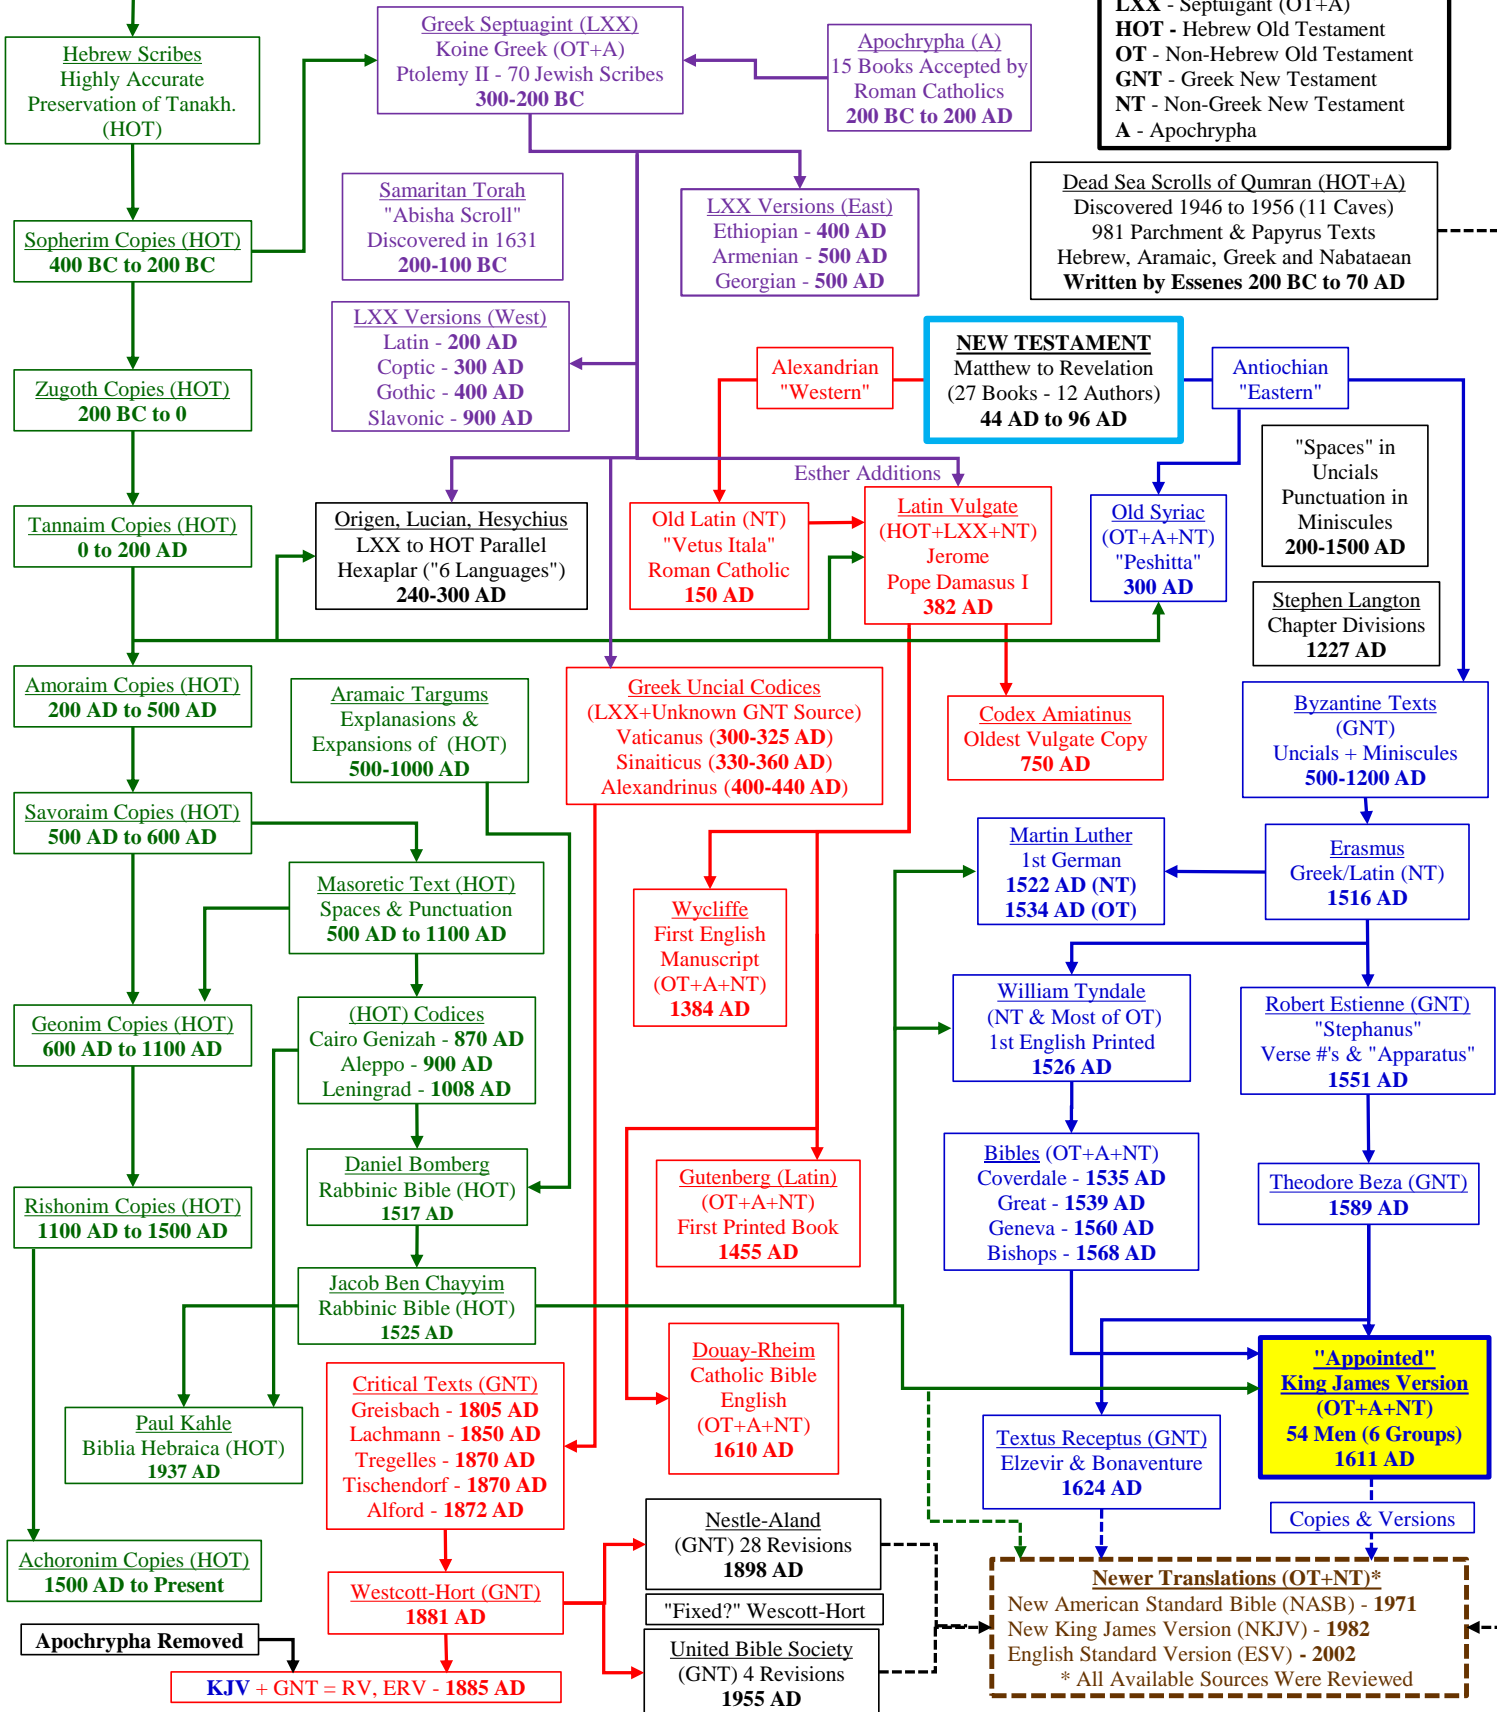 LXX - Septuigant (OT+A)
HOT - Hebrew Old Testament
OT - Non-Hebrew Old Testament
GNT - Greek New Testament
NT - Non-Greek New Testament
A - Apochrypha
Hebrew Scribes
Highly Accurate
Preservation of Tanakh.
(HOT)
Greek Septuagint (LXX)
Koine Greek (OT+A)
Ptolemy II - 70 Jewish Scribes
300-200 BC
Apochrypha (A)
15 Books Accepted by
Roman Catholics
200 BC to 200 AD
Sopherim Copies (HOT)
400 BC to 200 BC
Samaritan Torah
"Abisha Scroll"
Discovered in 1631
200-100 BC
LXX Versions (East)
Ethiopian - 400 AD
Armenian - 500 AD
Georgian - 500 AD
Dead Sea Scrolls of Qumran (HOT+A)
Discovered 1946 to 1956 (11 Caves)
981 Parchment & Papyrus Texts
Hebrew, Aramaic, Greek and Nabataean
Written by Essenes 200 BC to 70 AD
LXX Versions (West)
Latin - 200 AD
Coptic - 300 AD
Gothic - 400 AD
Slavonic - 900 AD
Zugoth Copies (HOT)
200 BC to 0
Alexandrian
"Western"
NEW TESTAMENT
Matthew to Revelation
(27 Books - 12 Authors)
44 AD to 96 AD
Antiochian
"Eastern"
"Spaces" in
Uncials
Punctuation in
Miniscules
200-1500 AD
Esther Additions
Tannaim Copies (HOT)
0 to 200 AD
Origen, Lucian, Hesychius
LXX to HOT Parallel
Hexaplar ("6 Languages")
240-300 AD
Old Latin (NT)
"Vetus Itala"
Roman Catholic
150 AD
Latin Vulgate
(HOT+LXX+NT)
Jerome
Pope Damasus I
382 AD
Old Syriac
(OT+A+NT)
"Peshitta"
300 AD
Stephen Langton
Chapter Divisions
1227 AD
Amoraim Copies (HOT)
200 AD to 500 AD
Aramaic Targums
Explanasions &
Expansions of (HOT)
500-1000 AD
Greek Uncial Codices
(LXX+Unknown GNT Source)
Vaticanus (300-325 AD)
Sinaiticus (330-360 AD)
Alexandrinus (400-440 AD)
Codex Amiatinus
Oldest Vulgate Copy
750 AD
Byzantine Texts
(GNT)
Uncials + Miniscules
500-1200 AD
Savoraim Copies (HOT)
500 AD to 600 AD
Martin Luther
1st German
1522 AD (NT)
1534 AD (OT)
Erasmus
Greek/Latin (NT)
1516 AD
Masoretic Text (HOT)
Spaces & Punctuation
500 AD to 1100 AD
Wycliffe
First English
Manuscript
(OT+A+NT)
1384 AD
Geonim Copies (HOT)
600 AD to 1100 AD
(HOT) Codices
Cairo Genizah - 870 AD
Aleppo - 900 AD
Leningrad - 1008 AD
William Tyndale
(NT & Most of OT)
1st English Printed
1526 AD
Robert Estienne (GNT)
"Stephanus"
Verse #'s & "Apparatus"
1551 AD
Daniel Bomberg
Rabbinic Bible (HOT)
1517 AD
Gutenberg (Latin)
(OT+A+NT)
First Printed Book
1455 AD
Bibles (OT+A+NT)
Coverdale - 1535 AD
Great - 1539 AD
Geneva - 1560 AD
Bishops - 1568 AD
Theodore Beza (GNT)
1589 AD
Rishonim Copies (HOT)
1100 AD to 1500 AD
Jacob Ben Chayyim
Rabbinic Bible (HOT)
1525 AD
Douay-Rheim
Catholic Bible
English
(OT+A+NT)
1610 AD
"Appointed"
King James Version
(OT+A+NT)
54 Men (6 Groups)
1611 AD
Critical Texts (GNT)
Greisbach - 1805 AD
Lachmann - 1850 AD
Tregelles - 1870 AD
Tischendorf - 1870 AD
Alford - 1872 AD
Paul Kahle
Biblia Hebraica (HOT)
1937 AD
Textus Receptus (GNT)
Elzevir & Bonaventure
1624 AD
Copies & Versions
Nestle-Aland
(GNT) 28 Revisions
1898 AD
Achoronim Copies (HOT)
1500 AD to Present
Westcott-Hort (GNT)
1881 AD
"Fixed?" Wescott-Hort
Newer Translations (OT+NT)*
New American Standard Bible (NASB) - 1971
New King James Version (NKJV) - 1982
English Standard Version (ESV) - 2002
* All Available Sources Were Reviewed
Apochrypha Removed
KJV + GNT = RV, ERV - 1885 AD
United Bible Society
(GNT) 4 Revisions
1955 AD